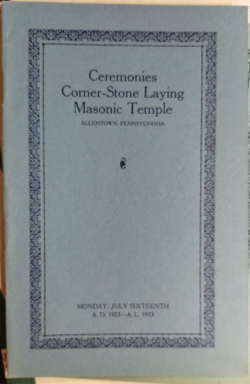 Ceremonies
Corner-Stone Laying
Masonic Temple
ALLENTOWN, PENNSYLVANIA
MONDAY, JULY SIXTEENTH
A. D. 1923—A. L. 5923